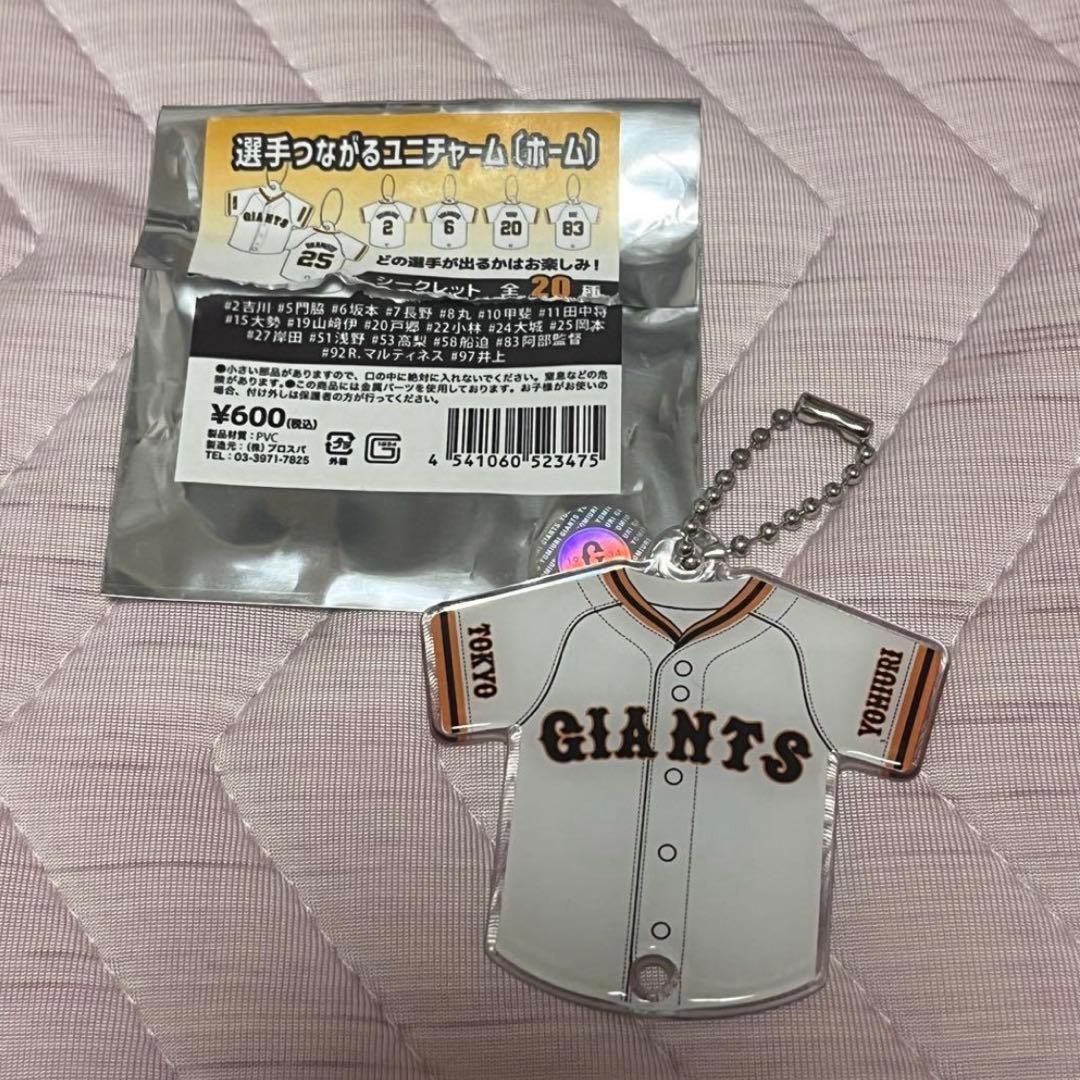 選手つながるユニチャーム〔ホーム〕
GIANTS
25
2
6
20
83
どの選手が出るかはお楽しみ！
シークレット 全20種
#2吉川 #5門脇 #6坂本 #7長野 #8丸 #10甲斐 #11田中将
#15大勢 #19山﨑伊 #20戸郷 #22小林 #24大城 #25岡本
#27岸田 #51浅野 #53高梨 #58船迫 #83阿部監督
#92R.マルティネス #97井上
●小さい部品がありますので、口の中に絶対に入れないでください。窒息などの危
険があります。●この商品には金属パーツを使用しております。お子様がお使いの
場合、付け外しは保護者の方が行ってください。
¥600(税込)
製品材質：PVC
製造元：(株)プロスパ
TEL：03-3971-7825
プラ
外袋
4 541060 523475
YOMIURI GIANTS
G
TOKYO
YOMIURI
GIANTS